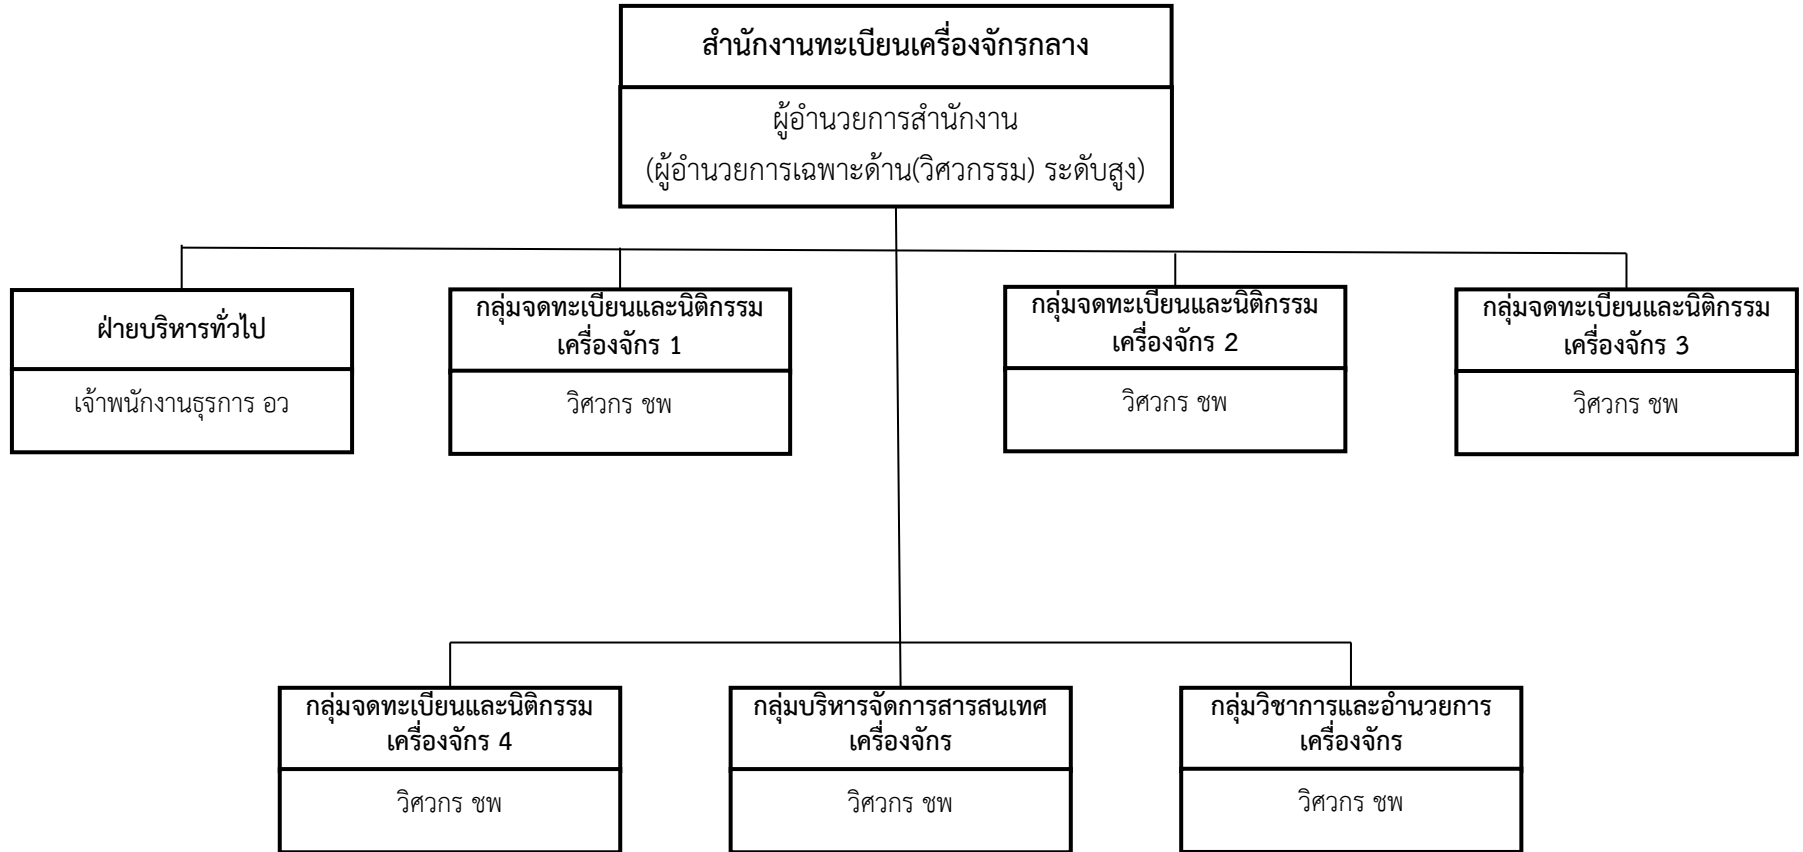 สำนักงานทะเบียนเครื่องจักรกลาง
ผู้อำนวยการสำนักงาน
(ผู้อำนวยการเฉพาะด้าน(วิศวกรรม) ระดับสูง)
ฝ่ายบริหารทั่วไป
เจ้าพนักงานธุรการ อว
กลุ่มจดทะเบียนและนิติกรรม
เครื่องจักร 1
วิศวกร ชพ
กลุ่มจดทะเบียนและนิติกรรม
เครื่องจักร 2
วิศวกร ชพ
กลุ่มจดทะเบียนและนิติกรรม
เครื่องจักร 3
วิศวกร ชพ
กลุ่มจดทะเบียนและนิติกรรม
เครื่องจักร 4
วิศวกร ชพ
กลุ่มบริหารจัดการสารสนเทศ
เครื่องจักร
วิศวกร ชพ
กลุ่มวิชาการและอำนวยการ
เครื่องจักร
วิศวกร ชพ